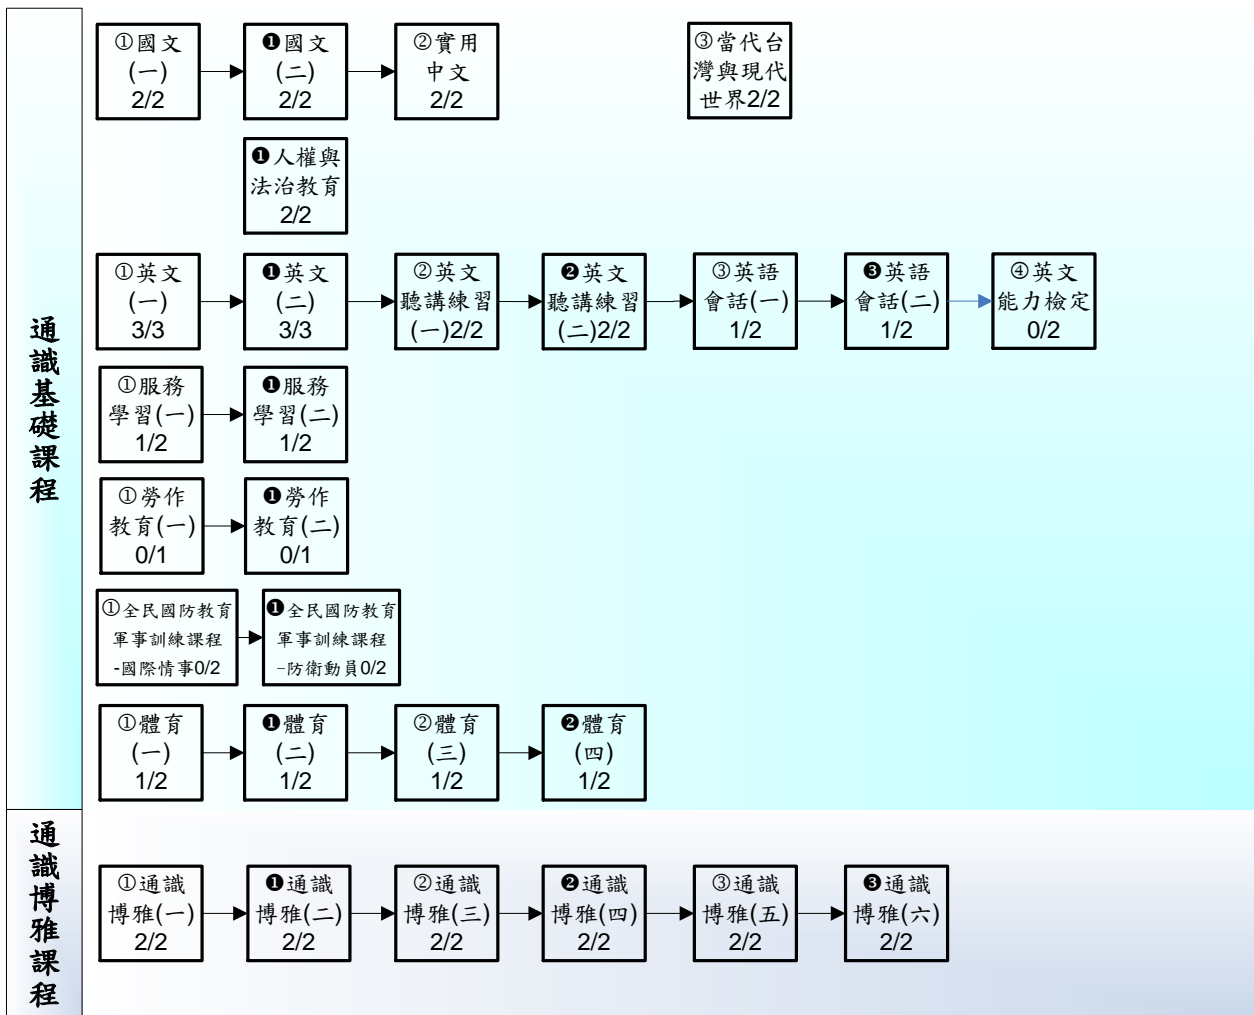 通識基礎課程
①國文
(一)
2/2
❶國文
(二)
2/2
②實用
中文
2/2
③當代台
灣與現代
世界2/2
❶人權與
法治教育
2/2
①英文
(一)
3/3
❶英文
(二)
3/3
②英文
聽講練習
(一)2/2
❷英文
聽講練習
(二)2/2
③英語
會話(一)
1/2
❸英語
會話(二)
1/2
④英文
能力檢定
0/2
①服務
學習(一)
1/2
❶服務
學習(二)
1/2
①勞作
教育(一)
0/1
❶勞作
教育(二)
0/1
①全民國防教育
軍事訓練課程
-國際情事0/2
❶全民國防教育
軍事訓練課程
-防衛動員0/2
①體育
(一)
1/2
❶體育
(二)
1/2
②體育
(三)
1/2
❷體育
(四)
1/2
通識博雅課程
①通識
博雅(一)
2/2
❶通識
博雅(二)
2/2
②通識
博雅(三)
2/2
❷通識
博雅(四)
2/2
③通識
博雅(五)
2/2
❸通識
博雅(六)
2/2